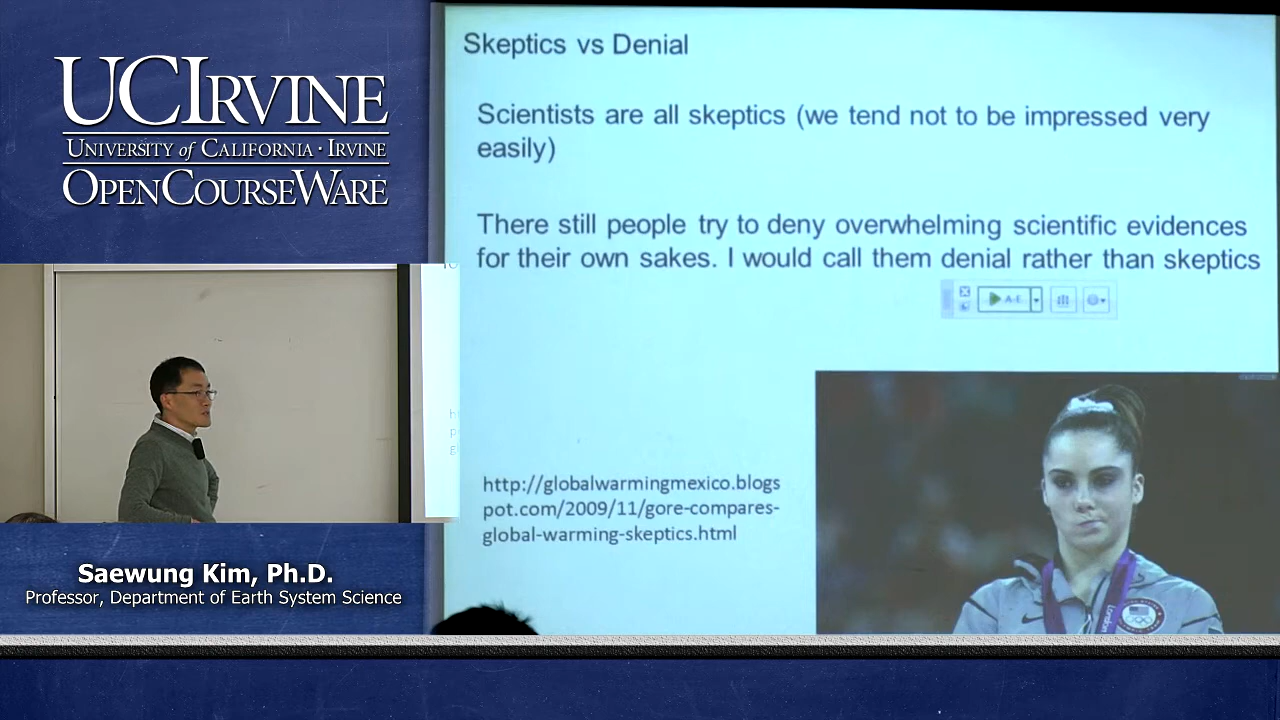 UCIRVINE
UNIVERSITY of CALIFORNIA · IRVINE
OPENCOURSEWARE
Skeptics vs Denial
Scientists are all skeptics (we tend not to be impressed very
easily)
There still people try to deny overwhelming scientific evidences
for their own sakes. I would call them denial rather than skeptics
A-E
http://globalwarmingmexico.blogs
pot.com/2009/11/gore-compares-
global-warming-skeptics.html
London
Saewung Kim, Ph.D.
Professor, Department of Earth System Science